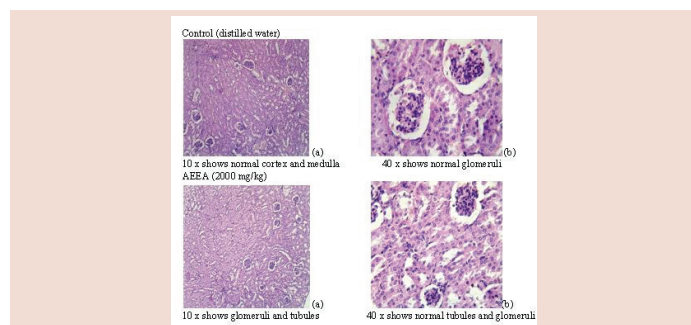 Control (distilled water)
(a)
(b)
10 x shows normal cortex and medulla
40 x shows normal glomeruli
AEEA (2000 mg/kg)
(a)
(b)
10 x shows glomeruli and tubules
40 x shows normal tubules and glomeruli